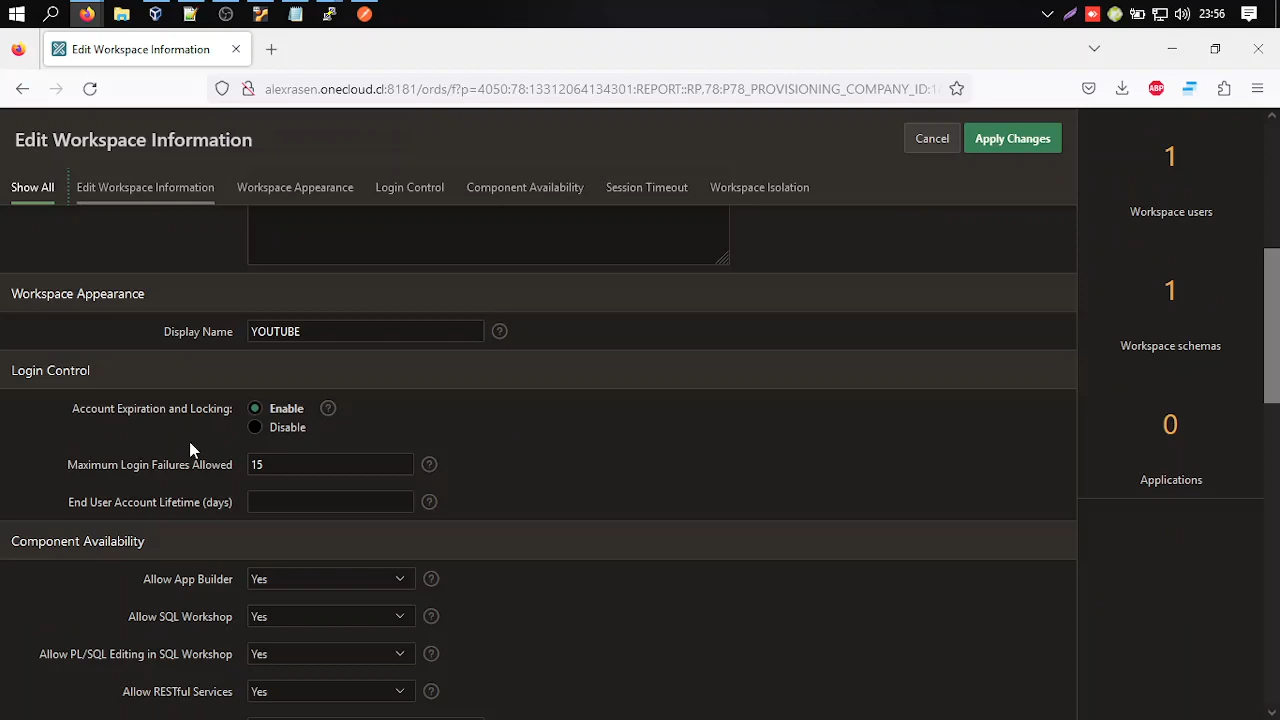 23:56
Edit Workspace Information
alexrasen.onecloud.d
:8181/ords/f?p=4050:78:13312064134301:REPORT::RP,78:P78_PROVISIONING_COMPANY_ID:
Edit Workspace Information
Cancel
Apply Changes
Show All
Edit Workspace Information
Workspace Appearance
Login Control
Component Availability
Session Timeout
Workspace Isolation
1
Workspace users
1
Workspace schemas
0
Applications
Workspace Appearance
Display Name
YOUTUBE
Login Control
Account Expiration and Locking:
Enable
Disable
Maximum Login Failures Allowed
15
End User Account Lifetime (days)
Component Availability
Allow App Builder
Yes
Allow SQL Workshop
Yes
Allow PL/SQL Editing in SQL Workshop
Yes
Allow RESTful Services
Yes